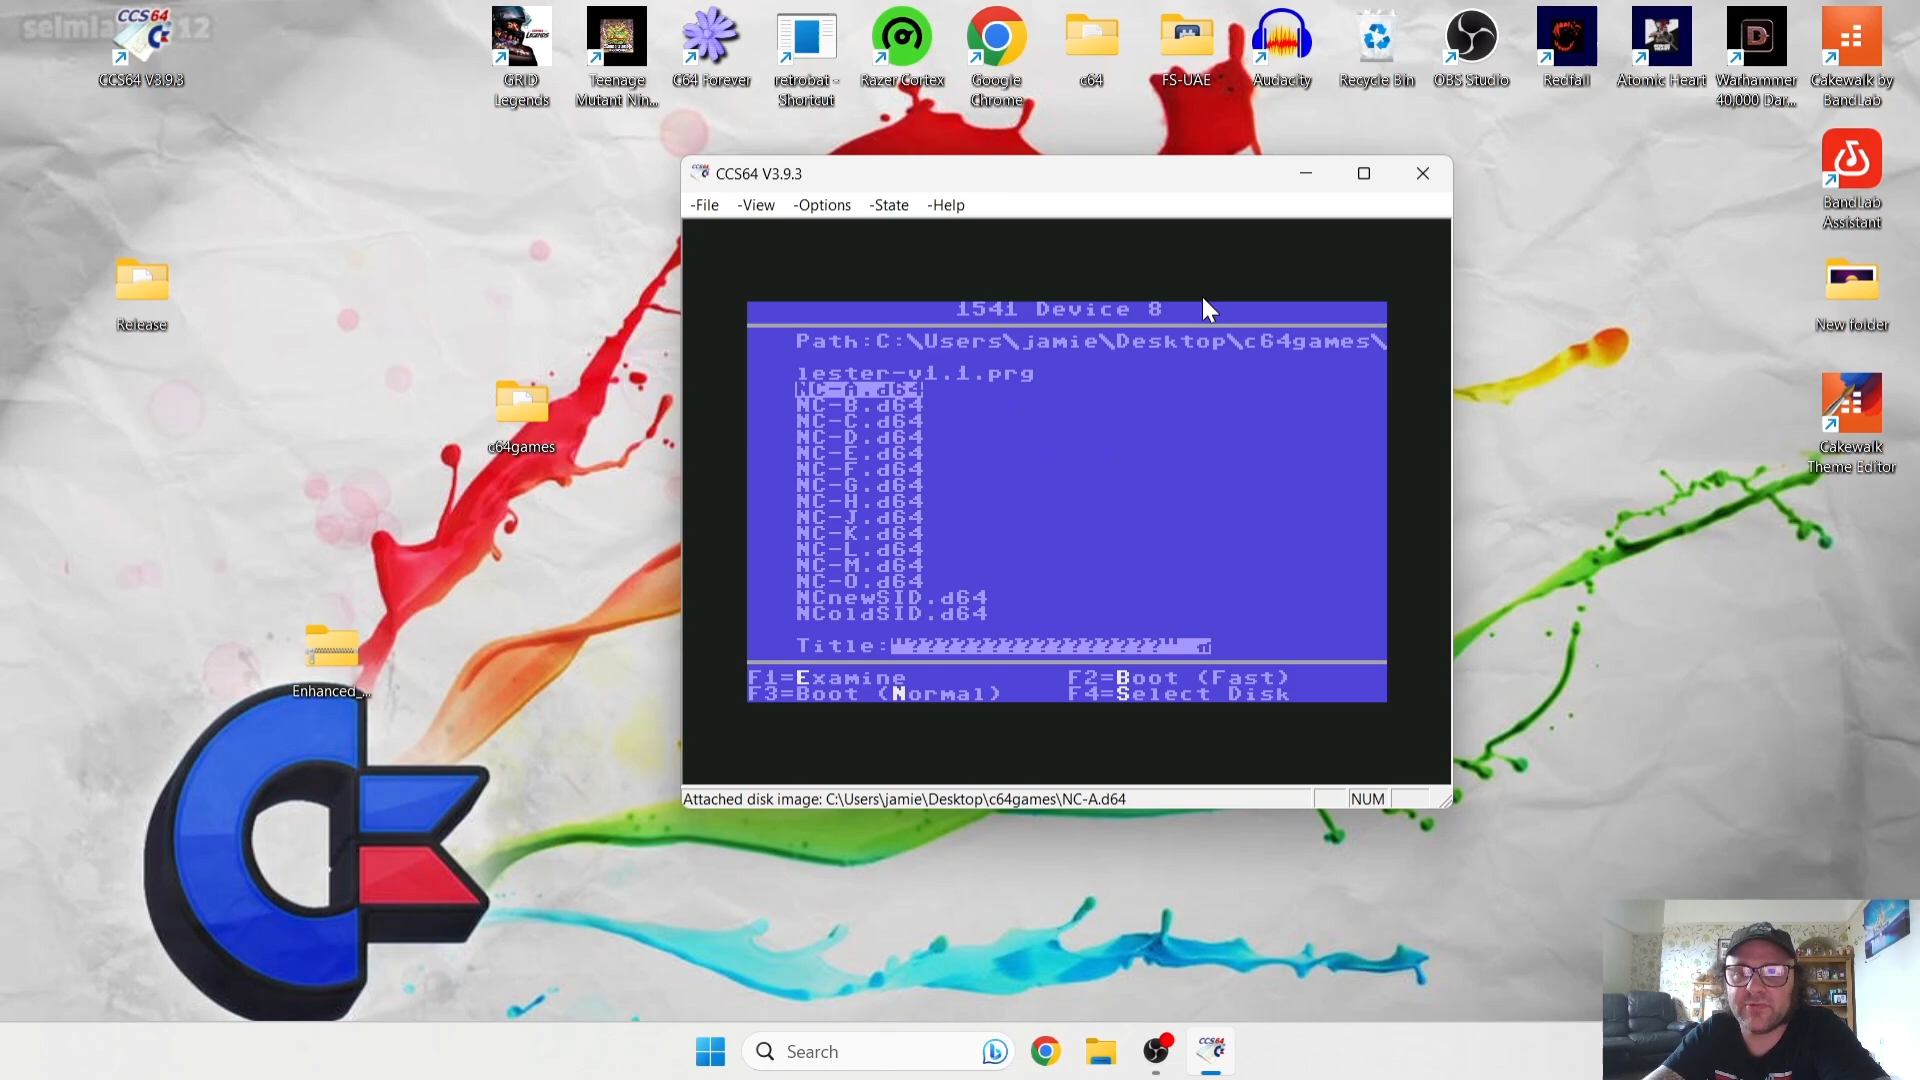 CCS64
CCS64 V3.9.3
GRID
Legends
Teenage
Mutant Nin...
C64 Forever
retrobat -
Shortcut
Razer Cortex
Google
Chrome
c64
FS-UAE
Audacity
Recycle Bin
OBS Studio
Redfall
Atomic Heart
Warhammer
40,000 Dar...
Cakewalk by
BandLab
BandLab
Assistant
New folder
Cakewalk
Theme Editor
Release
c64games
Enhanced_...
CCS64 V3.9.3
-File -View -Options -State -Help
1541 Device 8
Path:C:\Users\jamie\Desktop\c64games\
lester-v1.1.prg
NC-A.d64
NC-B.d64
NC-C.d64
NC-D.d64
NC-E.d64
NC-F.d64
NC-G.d64
NC-H.d64
NC-J.d64
NC-K.d64
NC-L.d64
NC-M.d64
NC-O.d64
NCnewSID.d64
NColdSID.d64
Title:
F1=Examine F2=Boot (Fast)
F3=Boot (Normal) F4=Select Disk
Attached disk image: C:\Users\jamie\Desktop\c64games\NC-A.d64 NUM
Search